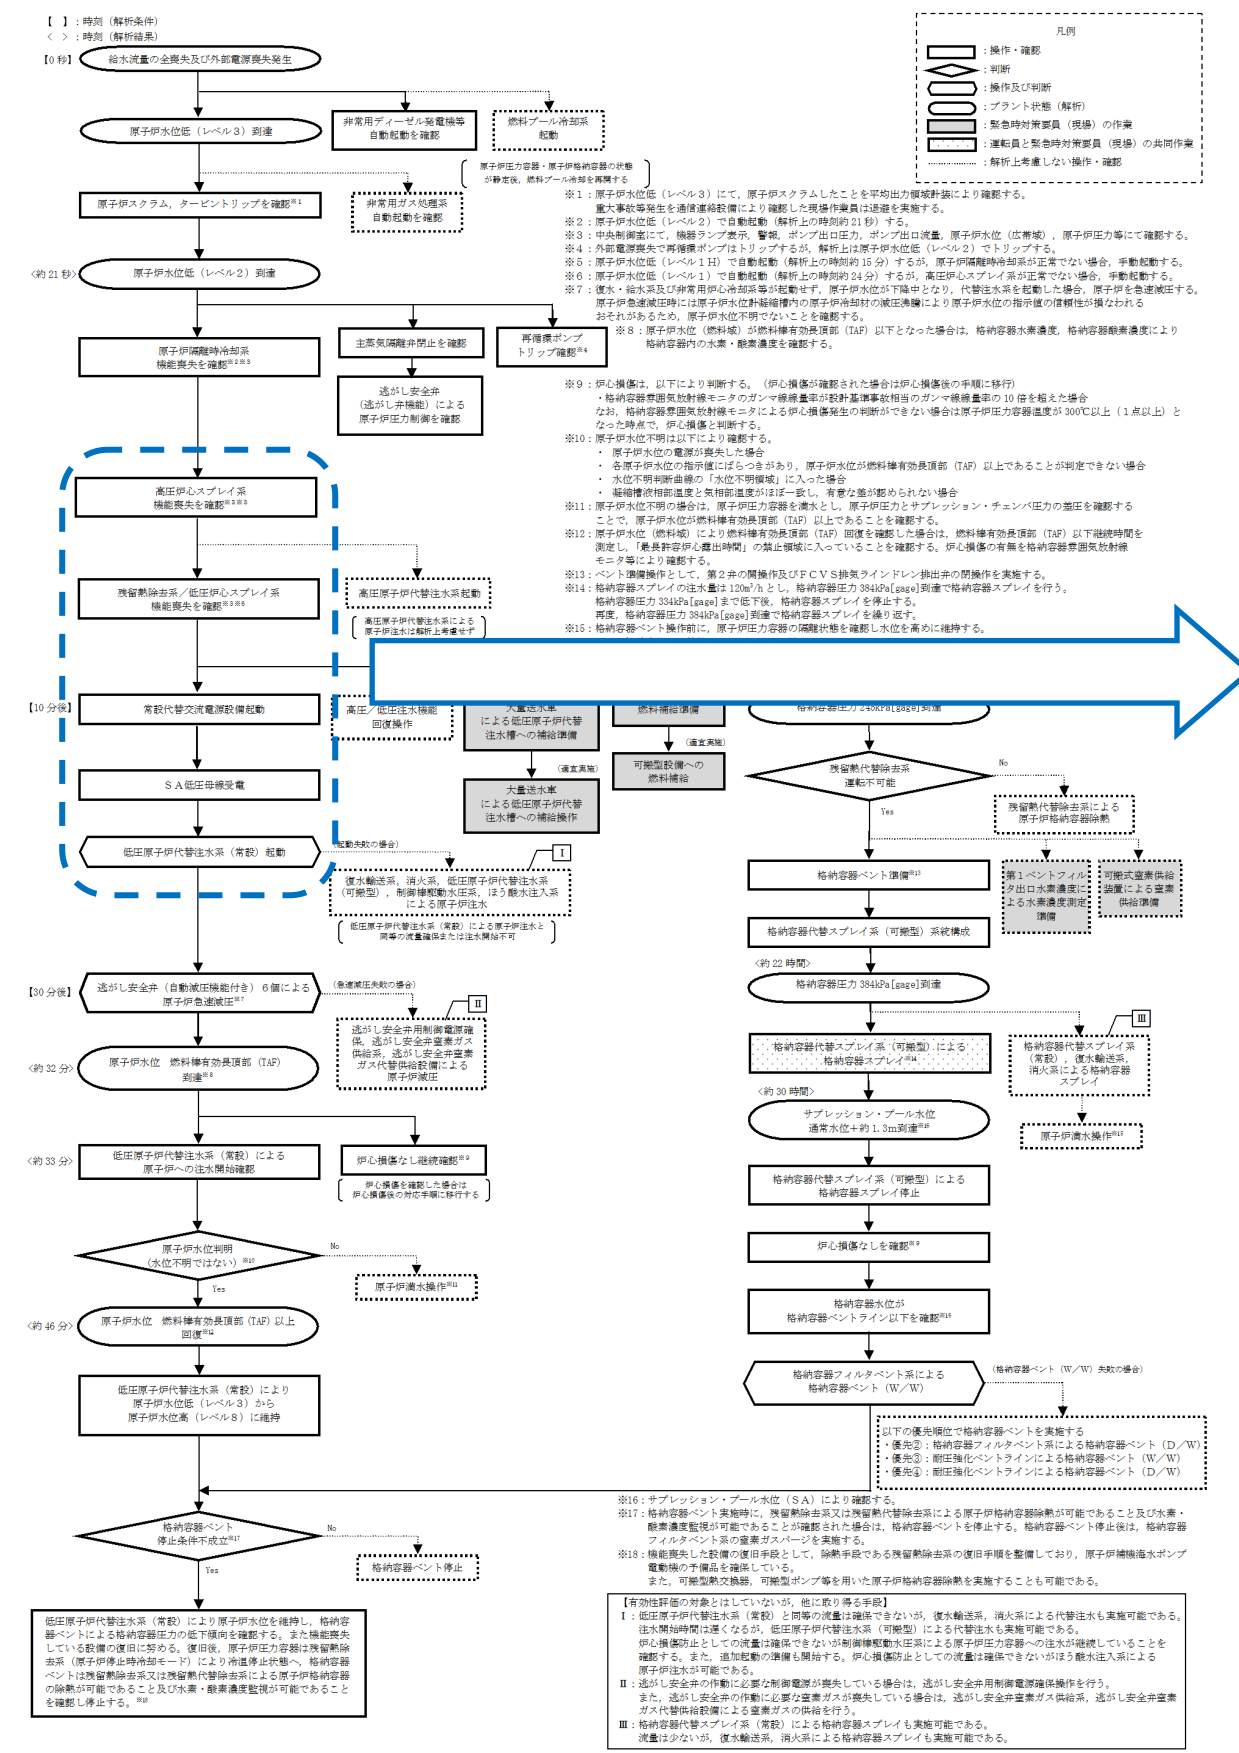 【　】：時刻（解析条件）
＜　＞：時刻（解析結果）
【0 秒】
給水流量の全喪失及び外部電源喪失発生
原子炉水位低（レベル３）到達
非常用ディーゼル発電機等
自動起動を確認
燃料プール冷却系
起動
原子炉圧力容器・原子炉格納容器の状態
が静定後，燃料プール冷却を再開する
原子炉スクラム，タービントリップを確認※1
非常用ガス処理系
自動起動を確認
＜約 21 秒＞
原子炉水位低（レベル２）到達
原子炉隔離時冷却系
機能喪失を確認※2※3
主蒸気隔離弁閉止を確認
再循環ポンプ
トリップ確認※4
逃がし安全弁
（逃がし弁機能）による
原子炉圧力制御を確認
高圧炉心スプレイ系
機能喪失を確認※3※5
残留熱除去系／低圧炉心スプレイ系
機能喪失を確認※3※6
高圧原子炉代替注水系起動
高圧原子炉代替注水系による
原子炉注水は解析上考慮せず
【10 分後】
常設代替交流電源設備起動
高圧／低圧注水機能
回復操作
ＳＡ低圧母線受電
低圧原子炉代替注水系（常設）起動
（起動失敗の場合）
Ⅰ
復水輸送系，消火系，低圧原子炉代替注水系
（可搬型），制御棒駆動水圧系，ほう酸水注入系
による原子炉注水
低圧原子炉代替注水系（常設）による原子炉注水と
同等の流量確保または注水開始不可
大量送水車
による低圧原子炉代替
注水槽への補給準備
（適宜実施）
大量送水車
による低圧原子炉代替
注水槽への補給操作
燃料補給準備
（適宜実施）
可搬型設備への
燃料補給
【30 分後】
逃がし安全弁（自動減圧機能付き）６個による
原子炉急速減圧※7
（急速減圧失敗の場合）
Ⅱ
逃がし安全弁用制御電源確
保，逃がし安全弁窒素ガス
供給系，逃がし安全弁窒素
ガス代替供給設備による
原子炉減圧
＜約 32 分＞
原子炉水位　燃料棒有効長頂部（TAF）
到達※8
＜約 33 分＞
低圧原子炉代替注水系（常設）による
原子炉への注水開始確認
炉心損傷なし継続確認※9
炉心損傷を確認した場合は
炉心損傷後の対応手順に移行する
原子炉水位判明
（水位不明ではない）※10
No
Yes
原子炉満水操作※11
＜約 46 分＞
原子炉水位　燃料棒有効長頂部（TAF）以上
回復※12
低圧原子炉代替注水系（常設）により
原子炉水位低（レベル３）から
原子炉水位高（レベル８）に維持
格納容器ベント
停止条件不成立※17
No
Yes
格納容器ベント停止
低圧原子炉代替注水系（常設）により原子炉水位を維持し，格納容
器ベントによる格納容器圧力の低下傾向を確認する。また機能喪失
している設備の復旧に努める。復旧後，原子炉圧力容器は残留熱除
去系（原子炉停止時冷却モード）により冷温停止状態へ，格納容器
ベントは残留熱除去系又は残留熱代替除去系による原子炉格納容器
の除熱が可能であること及び水素・酸素濃度監視が可能であること
を確認し停止する。※18
凡例
：操作・確認
：判断
：操作及び判断
：プラント状態（解析）
：緊急時対策要員（現場）の作業
：運転員と緊急時対策要員（現場）の共同作業
：解析上考慮しない操作・確認
※１：原子炉水位低（レベル３）にて，原子炉スクラムしたことを平均出力領域計装により確認する。
重大事故等発生を通信連絡設備により確認した現場作業員は退避を実施する。
※２：原子炉水位低（レベル２）で自動起動（解析上の時刻約 21 秒）する。
※３：中央制御室にて，機器ランプ表示，警報，ポンプ出口圧力，ポンプ出口流量，原子炉水位（広帯域），原子炉圧力等にて確認する。
※４：外部電源喪失で再循環ポンプはトリップするが，解析上は原子炉水位低（レベル２）でトリップする。
※５：原子炉水位低（レベル１Ｈ）で自動起動（解析上の時刻約 15 分）するが，原子炉隔離時冷却系が正常でない場合，手動起動する。
※６：原子炉水位低（レベル１）で自動起動（解析上の時刻約 24 分）するが，高圧炉心スプレイ系が正常でない場合，手動起動する。
※７：復水・給水系及び非常用炉心冷却系等が起動せず，原子炉水位が下降中となり，代替注水系を起動した場合，原子炉を急速減圧する。
原子炉急速減圧時には原子炉水位計凝縮槽内の原子炉冷却材の減圧沸騰により原子炉水位の指示値の信頼性が損なわれる
おそれがあるため，原子炉水位不明でないことを確認する。
※８：原子炉水位（燃料域）が燃料棒有効長頂部（TAF）以下となった場合は，格納容器水素濃度，格納容器酸素濃度により
格納容器内の水素・酸素濃度を確認する。
※９：炉心損傷は，以下により判断する。（炉心損傷が確認された場合は炉心損傷後の手順に移行）
・格納容器雰囲気放射線モニタのガンマ線線量率が設計基準事故相当のガンマ線線量率の 10 倍を超えた場合
なお，格納容器雰囲気放射線モニタによる炉心損傷発生の判断ができない場合は原子炉圧力容器温度が 300℃以上（１点以上）と
なった時点で，炉心損傷と判断する。
※10：原子炉水位不明は以下により確認する。
・　原子炉水位の電源が喪失した場合
・　各原子炉水位の指示値にばらつきがあり，原子炉水位が燃料棒有効長頂部（TAF）以上であることが判定できない場合
・　水位不明判断曲線の「水位不明領域」に入った場合
・　凝縮槽液相部温度と気相部温度がほぼ一致し，有意な差が認められない場合
※11：原子炉水位不明の場合は，原子炉圧力容器を満水とし，原子炉圧力とサプレッション・チェンバ圧力の差圧を確認する
ことで，原子炉水位が燃料棒有効長頂部（TAF）以上であることを確認する。
※12：原子炉水位（燃料域）により燃料棒有効長頂部（TAF）回復を確認した場合は，燃料棒有効長頂部（TAF）以下継続時間を
測定し，「最長許容炉心露出時間」の禁止領域に入っていることを確認する。炉心損傷の有無を格納容器雰囲気放射線
モニタ等により確認する。
※13：ベント準備操作として，第２弁の開操作及びＦＣＶＳ排気ラインドレン排出弁の閉操作を実施する。
※14：格納容器スプレイの注水量は 120m³/h とし，格納容器圧力 384kPa[gage]到達で格納容器スプレイを行う。
格納容器圧力 334kPa[gage]まで低下後，格納容器スプレイを停止する。
再度，格納容器圧力 384kPa[gage]到達で格納容器スプレイを繰り返す。
※15：格納容器ベント操作前に，原子炉圧力容器の隔離状態を確認し水位を高めに維持する。
格納容器圧力 245kPa[gage]到達
残留熱代替除去系
運転不可能
No
Yes
残留熱代替除去系による
原子炉格納容器除熱
格納容器ベント準備※13
第１ベントフィル
タ出口水素濃度に
よる水素濃度測定
準備
可搬式窒素供給
装置による窒素
供給準備
格納容器代替スプレイ系（可搬型）系統構成
＜約 22 時間＞
格納容器圧力 384kPa[gage]到達
Ⅲ
格納容器代替スプレイ系（可搬型）による
格納容器スプレイ※14
格納容器代替スプレイ系
（常設），復水輸送系，
消火系による格納容器
スプレイ
＜約 30 時間＞
サプレッション・プール水位
通常水位＋約 1.3m到達※16
原子炉満水操作※15
格納容器代替スプレイ系（可搬型）による
格納容器スプレイ停止
炉心損傷なしを確認※9
格納容器水位が
格納容器ベントライン以下を確認※16
格納容器フィルタベント系による
格納容器ベント（Ｗ／Ｗ）
（格納容器ベント（Ｗ／Ｗ）失敗の場合）
以下の優先順位で格納容器ベントを実施する
・優先②：格納容器フィルタベント系による格納容器ベント（Ｄ／Ｗ）
・優先③：耐圧強化ベントラインによる格納容器ベント（Ｗ／Ｗ）
・優先④：耐圧強化ベントラインによる格納容器ベント（Ｄ／Ｗ）
※16：サプレッション・プール水位（ＳＡ）により確認する。
※17：格納容器ベント実施時に，残留熱除去系又は残留熱代替除去系による原子炉格納容器除熱が可能であること及び水素・
酸素濃度監視が可能であることが確認された場合は，格納容器ベントを停止する。格納容器ベント停止後は，格納容器
フィルタベント系の窒素ガスパージを実施する。
※18：機能喪失した設備の復旧手段として，除熱手段である残留熱除去系の復旧手順を整備しており，原子炉補機海水ポンプ
電動機の予備品を確保している。
また，可搬型熱交換器，可搬型ポンプ等を用いた原子炉格納容器除熱を実施することも可能である。
【有効性評価の対象とはしていないが，他に取り得る手段】
Ⅰ：低圧原子炉代替注水系（常設）と同等の流量は確保できないが，復水輸送系，消火系による代替注水も実施可能である。
注水開始時間は遅くなるが，低圧原子炉代替注水系（可搬型）による代替注水も実施可能である。
炉心損傷防止としての流量は確保できないが制御棒駆動水圧系による原子炉圧力容器への注水が継続していることを
確認する。また，追加起動の準備も開始する。炉心損傷防止としての流量は確保できないがほう酸水注入系による
原子炉注水が可能である。
Ⅱ：逃がし安全弁の作動に必要な制御電源が喪失している場合は，逃がし安全弁用制御電源確保操作を行う。
また，逃がし安全弁の作動に必要な窒素ガスが喪失している場合は，逃がし安全弁窒素ガス供給系，逃がし安全弁窒素
ガス代替供給設備による窒素ガスの供給を行う。
Ⅲ：格納容器代替スプレイ系（常設）による格納容器スプレイも実施可能である。
流量は少ないが，復水輸送系，消火系による格納容器スプレイも実施可能である。